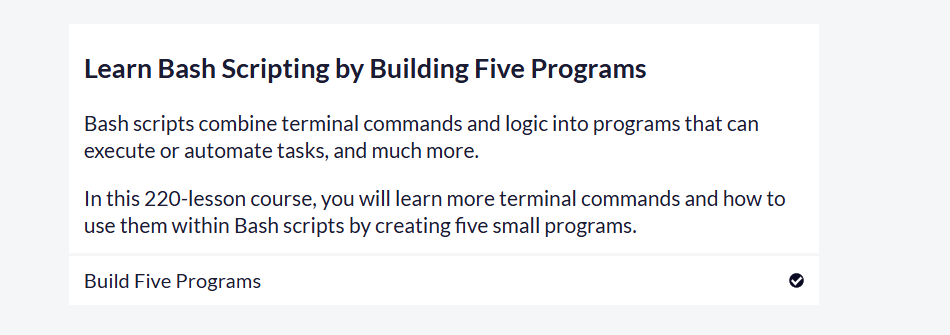 Learn Bash Scripting by Building Five Programs
Bash scripts combine terminal commands and logic into programs that can
execute or automate tasks, and much more.
In this 220-lesson course, you will learn more terminal commands and how to
use them within Bash scripts by creating five small programs.
Build Five Programs